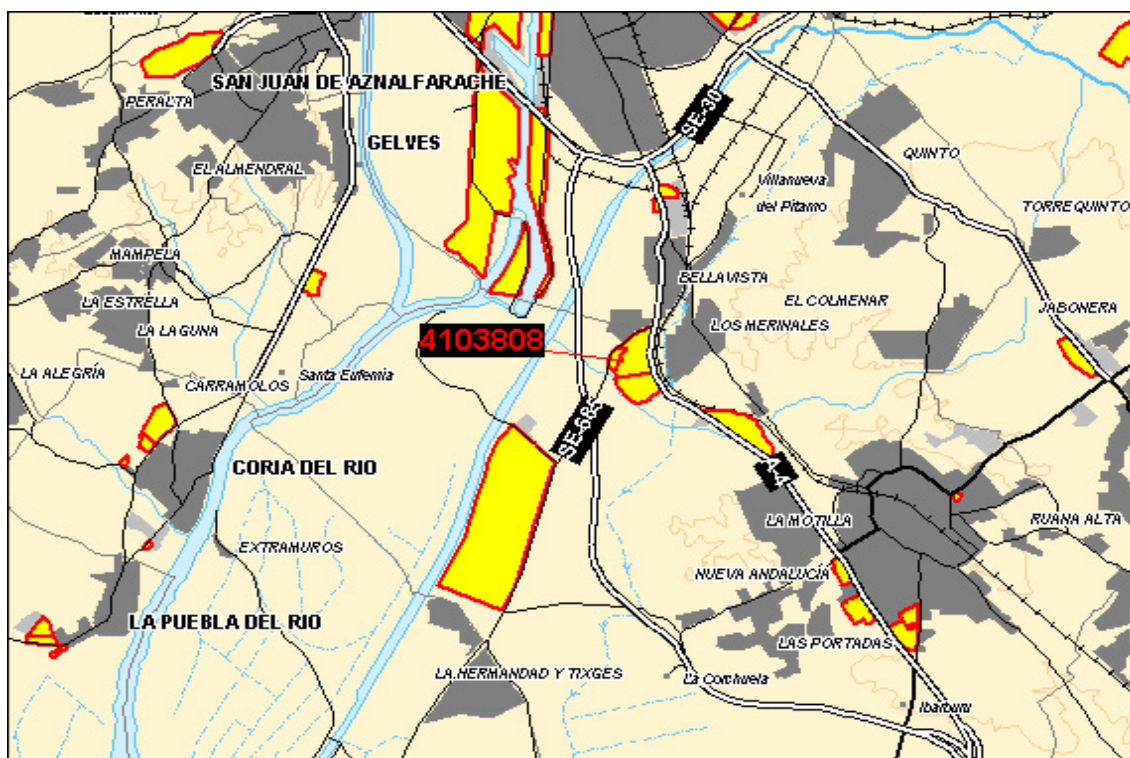 SAN JUAN DE AZNALFARACHE
PERALTA
SE-30
GELVES
QUINTO
EL ALMENDRAL
Villanueva
del Pítamo
TORREQUINTO
MAMPELA
BELLAVISTA
LA ESTRELLA
EL COLMENAR
JABONERA
LA LAGUNA
LOS MERINALES
4103808
LA ALEGRÍA
CARRAMOLOS
Santa Eufemia
SE-685
CORIA DEL RIO
A-4
LA MOTILLA
RUANA ALTA
EXTRAMUROS
NUEVA ANDALUCÍA
LA PUEBLA DEL RIO
LAS PORTADAS
LA HERMANDAD Y TIXGES
La Corchuela
Ibarburu